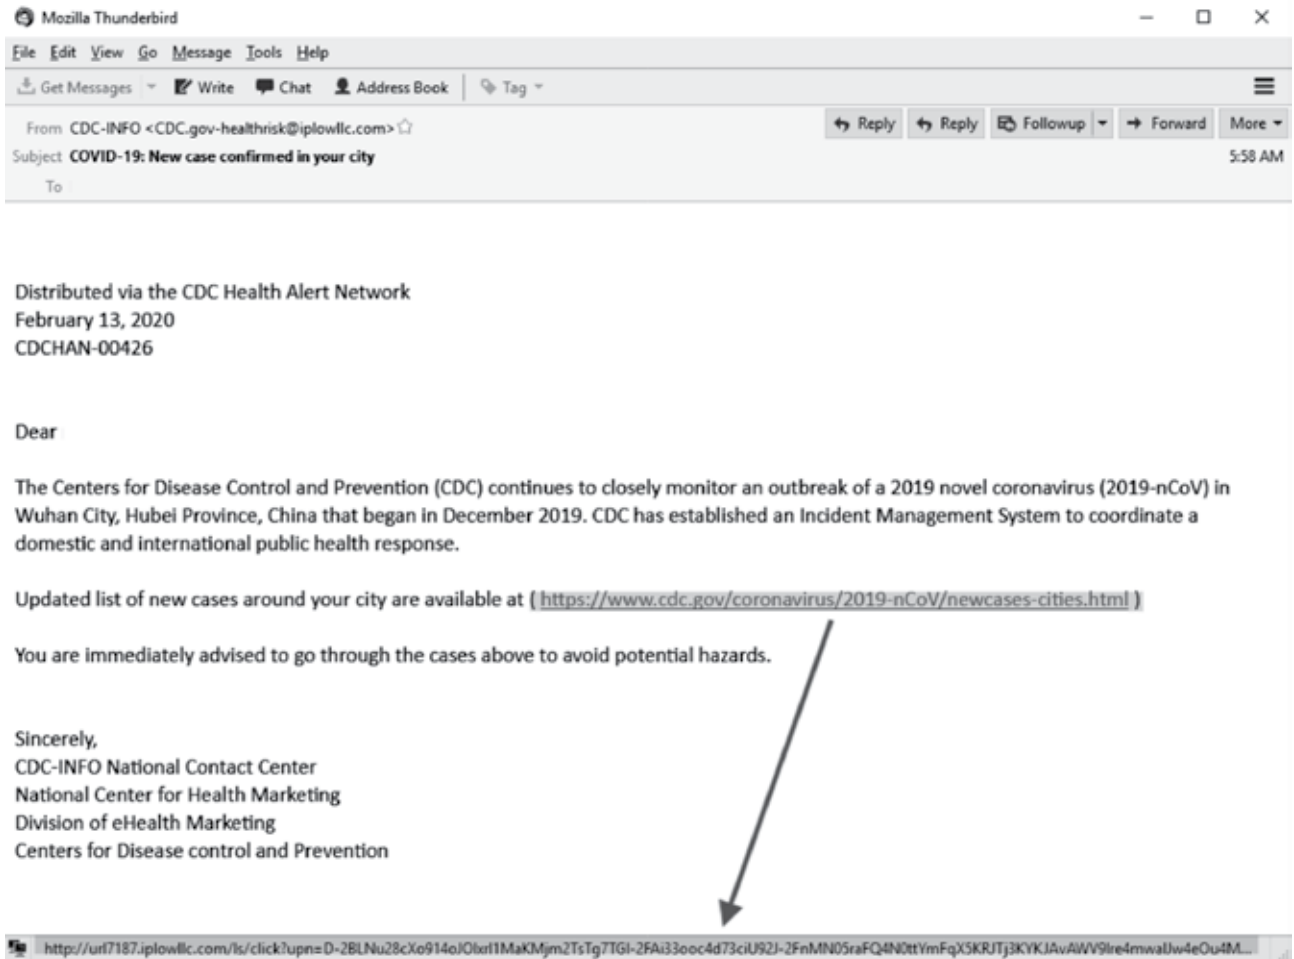 Mozilla Thunderbird
File Edit View Go Message Tools Help
Get Messages Write Chat Address Book Tag
From CDC-INFO <CDC.gov-healthrisk@iplowllc.com> Reply Reply Followup Forward More
Subject COVID-19: New case confirmed in your city 5:58 AM
To
Distributed via the CDC Health Alert Network
February 13, 2020
CDCHAN-00426
Dear
The Centers for Disease Control and Prevention (CDC) continues to closely monitor an outbreak of a 2019 novel coronavirus (2019-nCoV) in
Wuhan City, Hubei Province, China that began in December 2019. CDC has established an Incident Management System to coordinate a
domestic and international public health response.
Updated list of new cases around your city are available at ( https://www.cdc.gov/coronavirus/2019-nCoV/newcases-cities.html )
You are immediately advised to go through the cases above to avoid potential hazards.
Sincerely,
CDC-INFO National Contact Center
National Center for Health Marketing
Division of eHealth Marketing
Centers for Disease control and Prevention